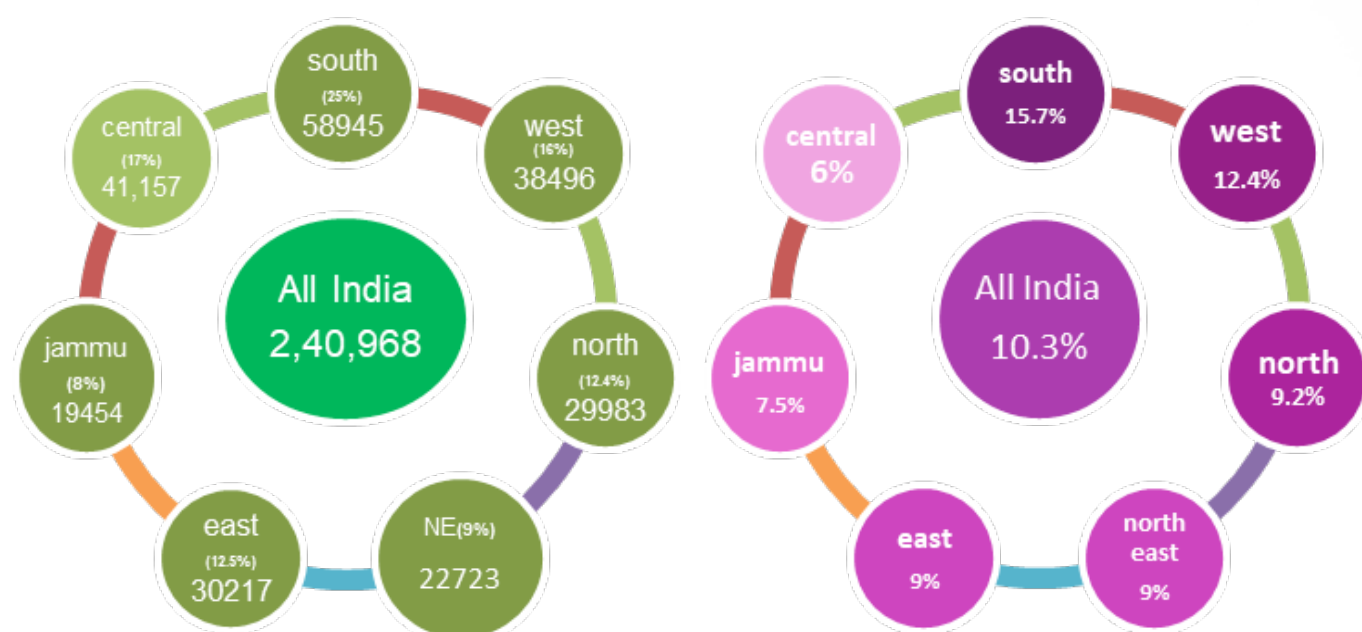 south
(25%)
58945
west
(16%)
38496
north
(12.4%)
29983
NE(9%)
22723
east
(12.5%)
30217
jammu
(8%)
19454
central
(17%)
41,157
All India
2,40,968
south
15.7%
west
12.4%
north
9.2%
north
east
9%
east
9%
jammu
7.5%
central
6%
All India
10.3%